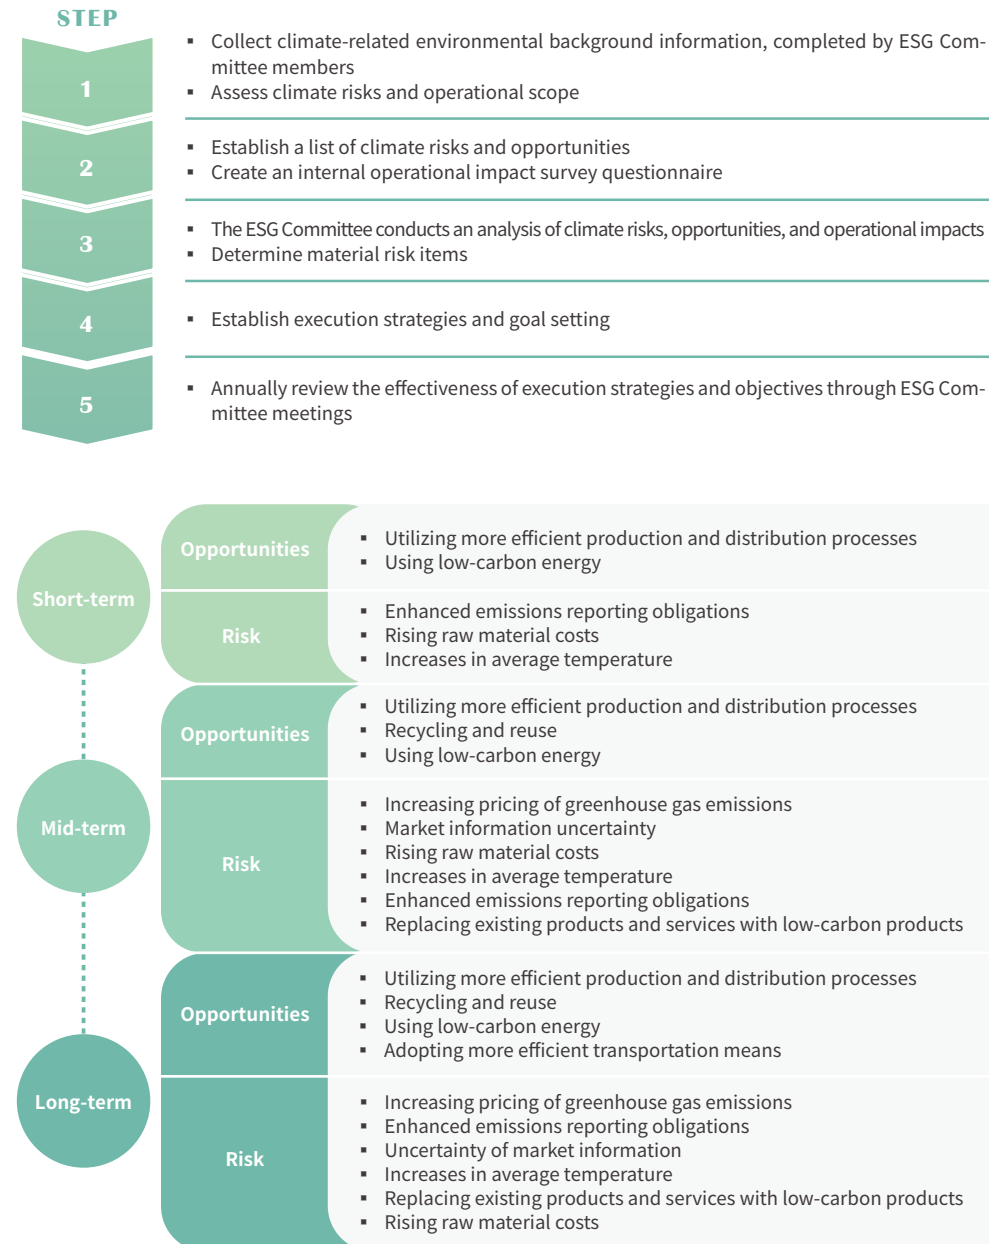 STEP
1
▪ Collect climate-related environmental background information, completed by ESG Com-
mittee members
▪ Assess climate risks and operational scope
2
▪ Establish a list of climate risks and opportunities
▪ Create an internal operational impact survey questionnaire
3
▪ The ESG Committee conducts an analysis of climate risks, opportunities, and operational impacts
▪ Determine material risk items
4
▪ Establish execution strategies and goal setting
5
▪ Annually review the effectiveness of execution strategies and objectives through ESG Com-
mittee meetings
Short-term
Opportunities
▪ Utilizing more efficient production and distribution processes
▪ Using low-carbon energy
Risk
▪ Enhanced emissions reporting obligations
▪ Rising raw material costs
▪ Increases in average temperature
Mid-term
Opportunities
▪ Utilizing more efficient production and distribution processes
▪ Recycling and reuse
▪ Using low-carbon energy
Risk
▪ Increasing pricing of greenhouse gas emissions
▪ Market information uncertainty
▪ Rising raw material costs
▪ Increases in average temperature
▪ Enhanced emissions reporting obligations
▪ Replacing existing products and services with low-carbon products
Long-term
Opportunities
▪ Utilizing more efficient production and distribution processes
▪ Recycling and reuse
▪ Using low-carbon energy
▪ Adopting more efficient transportation means
Risk
▪ Increasing pricing of greenhouse gas emissions
▪ Enhanced emissions reporting obligations
▪ Uncertainty of market information
▪ Increases in average temperature
▪ Replacing existing products and services with low-carbon products
▪ Rising raw material costs